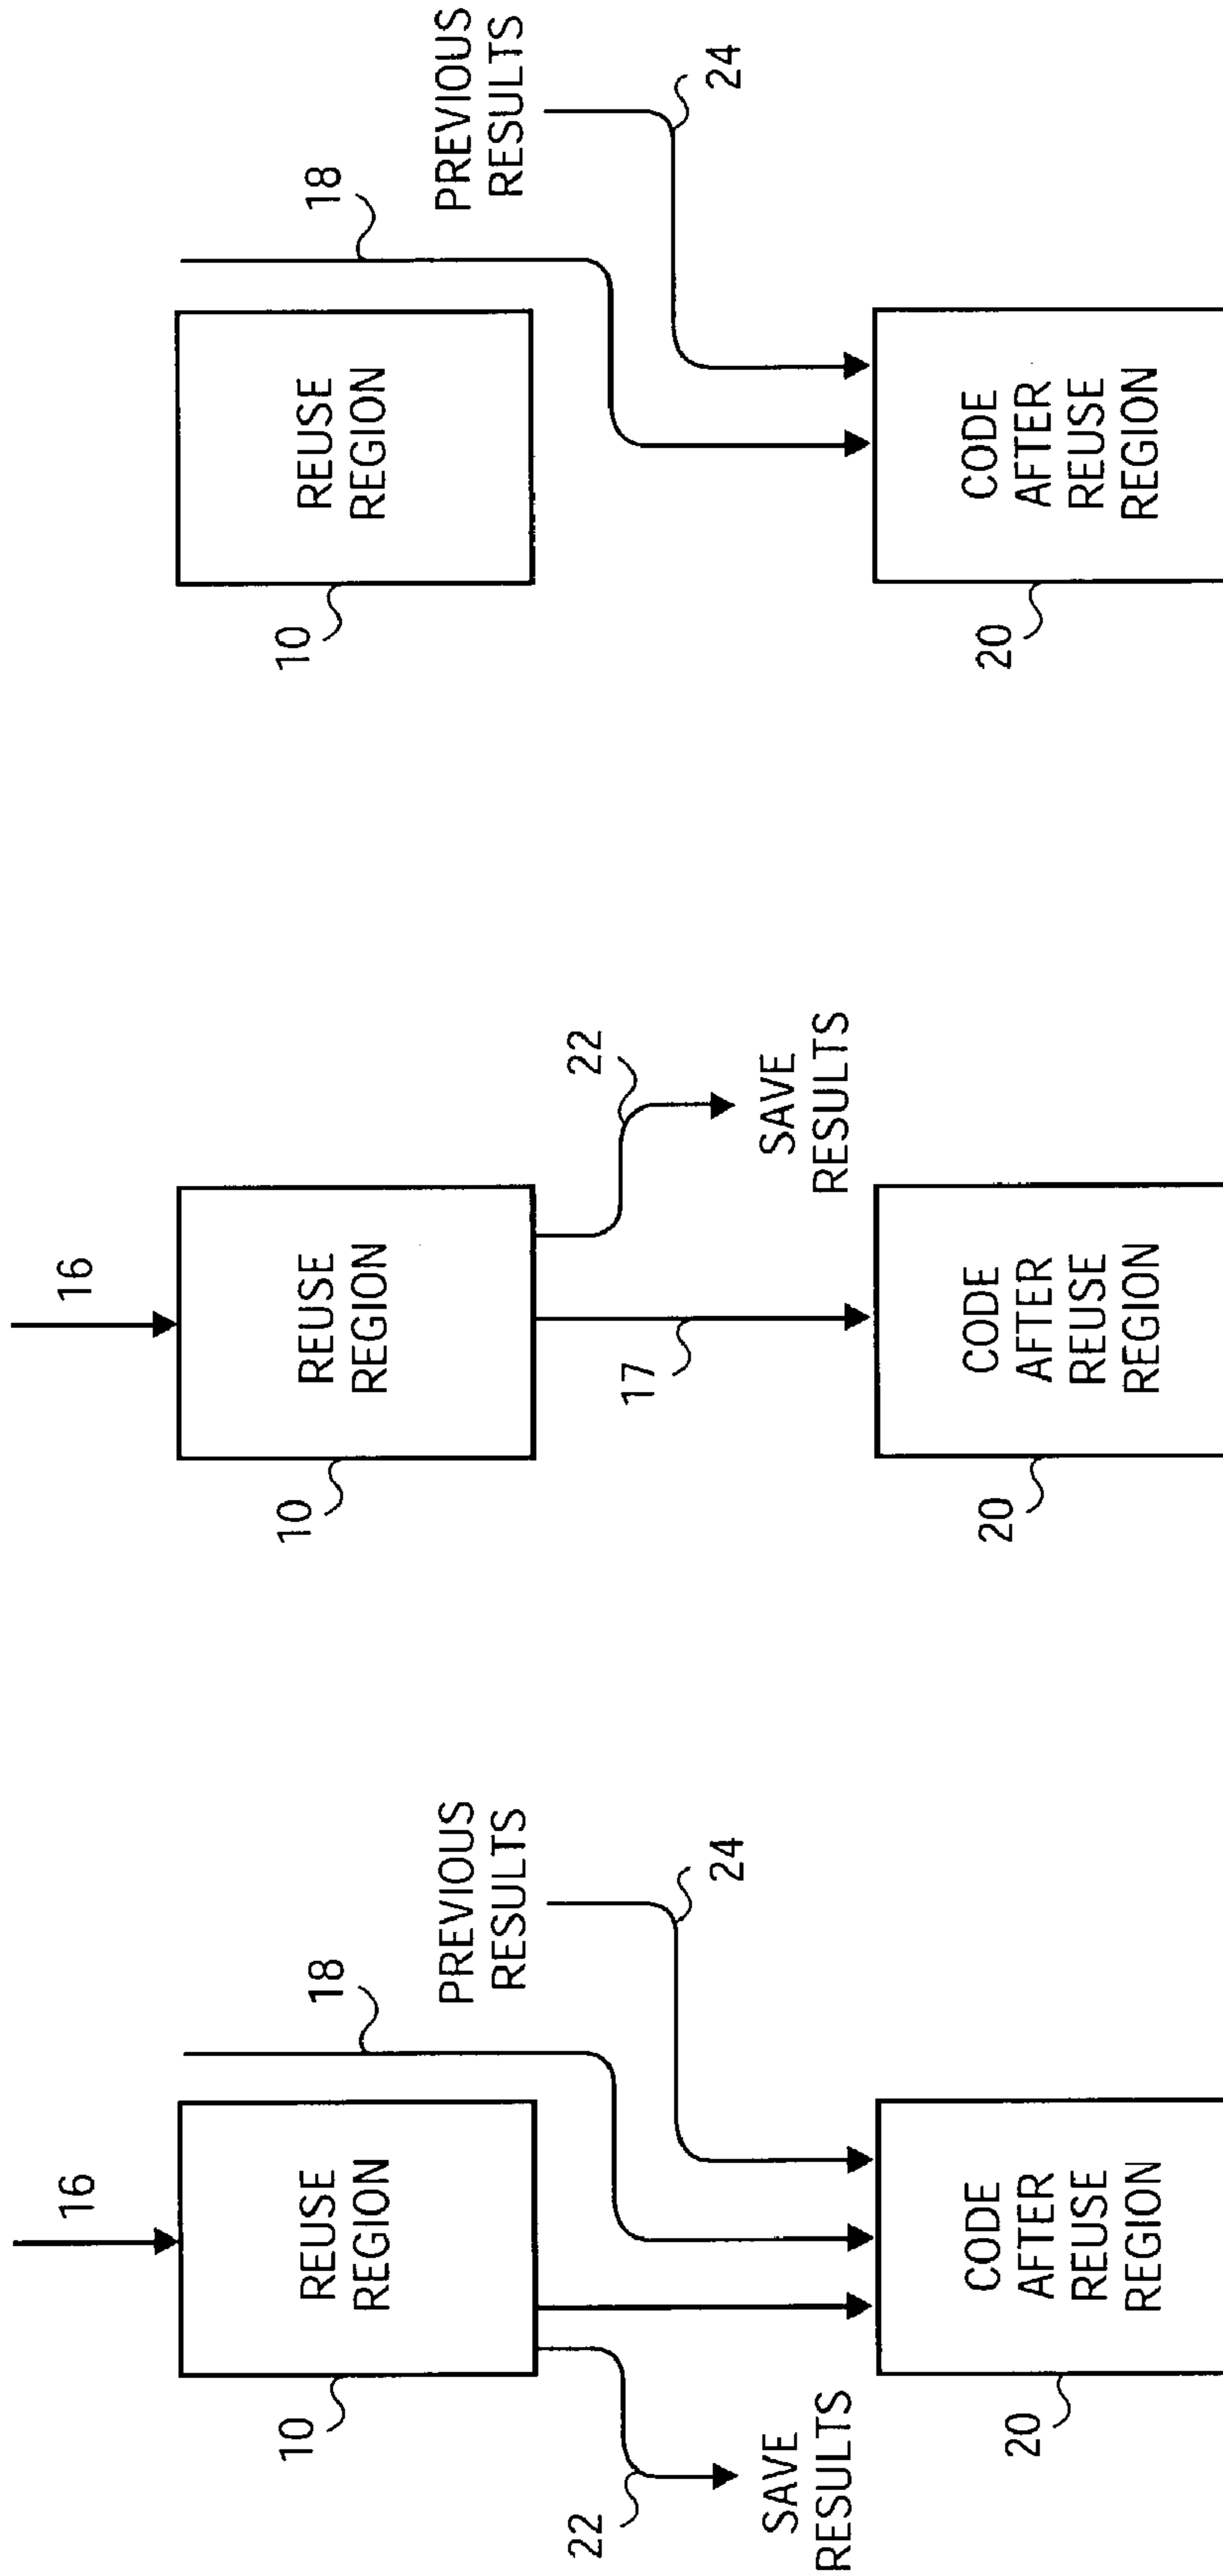 16
10
REUSE
REGION
18
PREVIOUS
RESULTS
24
22
SAVE
RESULTS
20
CODE
AFTER
REUSE
REGION
16
10
REUSE
REGION
17
22
SAVE
RESULTS
20
CODE
AFTER
REUSE
REGION
10
REUSE
REGION
18
PREVIOUS
RESULTS
24
20
CODE
AFTER
REUSE
REGION